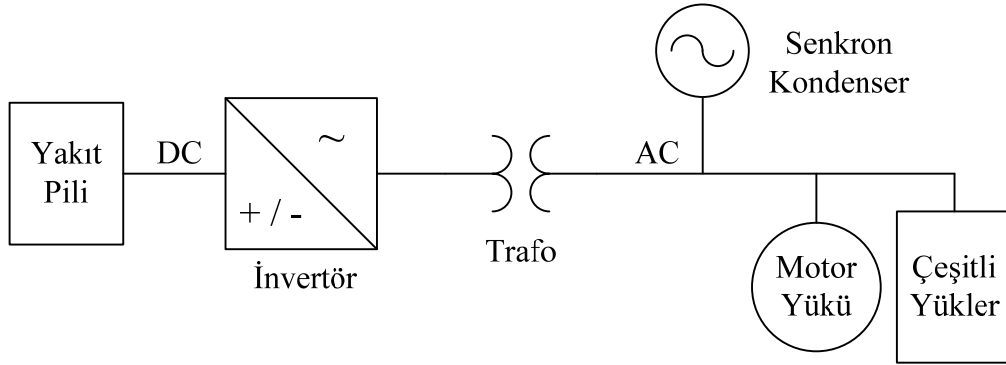 Yakıt
Pili
DC
~
+ / -
İnvertör
Trafo
AC
Senkron
Kondenser
Motor
Yükü
Çeşitli
Yükler